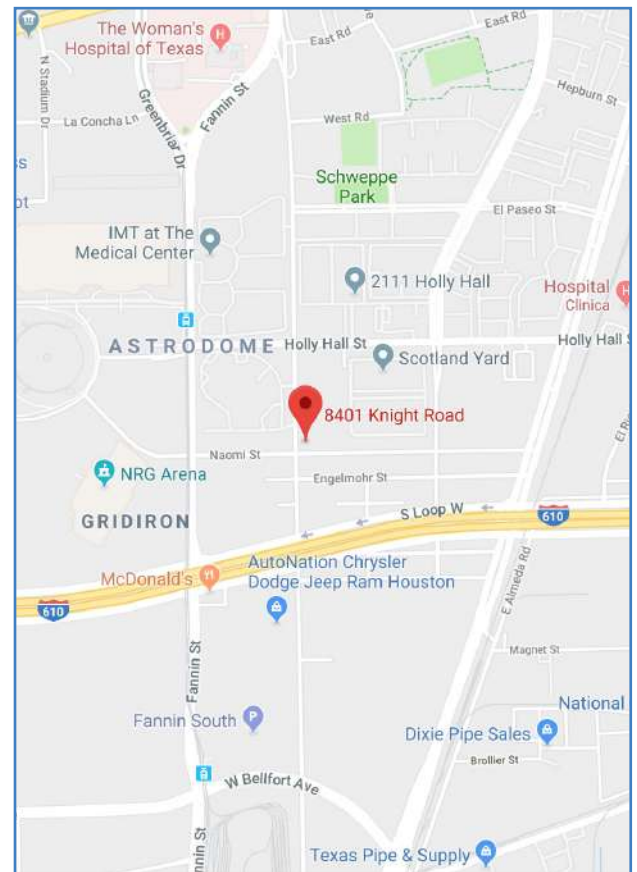 The Woman's
Hospital of Texas
East Rd
East Rd
N Stadium Dr
Hepburn St
La Concha Ln
Greenbriar Dr
Fannin St
West Rd
Schweppe
Park
El Paseo St
IMT at The
Medical Center
2111 Holly Hall
Hospital
Clinica
ASTRODOME
Holly Hall St
Holly Hall S
Scotland Yard
8401 Knight Road
Naomi St
NRG Arena
Engelmohr St
GRIDIRON
S Loop W
610
AutoNation Chrysler
Dodge Jeep Ram Houston
McDonald's
610
E Almeda Rd
Magnet St
Fannin St
National
Fannin South
P
Dixie Pipe Sales
Brollier St
W Bellfort Ave
nnin St
Texas Pipe & Supply